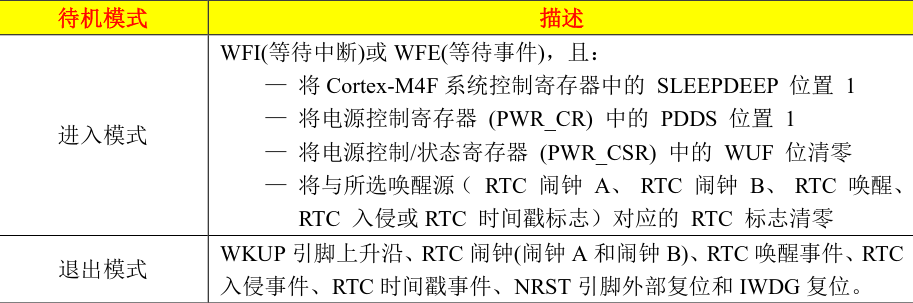 待机模式
描述
进入模式
WFI(等待中断)或 WFE(等待事件)，且：
— 将 Cortex-M4F 系统控制寄存器中的 SLEEPDEEP 位置 1
— 将电源控制寄存器 (PWR_CR) 中的 PDDS 位置 1
— 将电源控制/状态寄存器 (PWR_CSR) 中的 WUF 位清零
— 将与所选唤醒源（ RTC 闹钟 A、 RTC 闹钟 B、 RTC 唤醒、
RTC 入侵或 RTC 时间戳标志）对应的 RTC 标志清零
退出模式
WKUP 引脚上升沿、RTC 闹钟(闹钟 A 和闹钟 B)、RTC 唤醒事件、RTC
入侵事件、RTC 时间戳事件、NRST 引脚外部复位和 IWDG 复位。